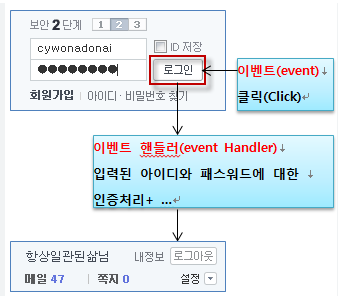 보안 2단계 1 2 3
cywonadonai
ID 저장
●●●●●●●●
로그인
회원가입 | 아이디 · 비밀번호 찾기
이벤트(event)↓
클릭(Click)↵
이벤트 핸들러(event Handler)↓
입력된 아이디와 패스워드에 대한 ↓
인증처리+ ...↵
항상일관된삶님 내정보 로그아웃
메일 47 | 쪽지 0 설정